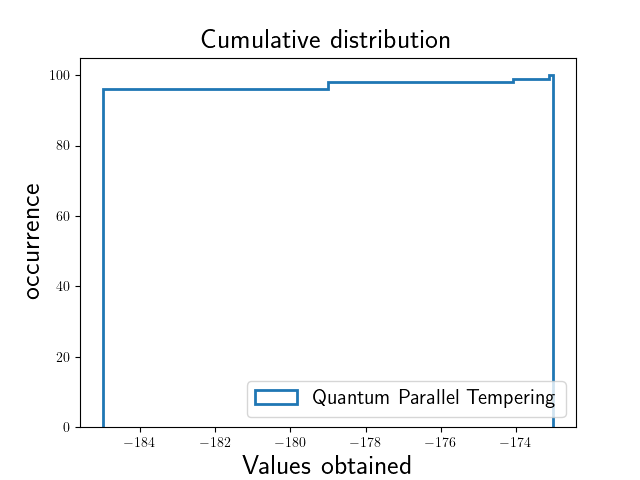 Cumulative distribution
occurrence
100
80
60
40
20
0
Quantum Parallel Tempering
−184 −182 −180 −178 −176 −174
Values obtained